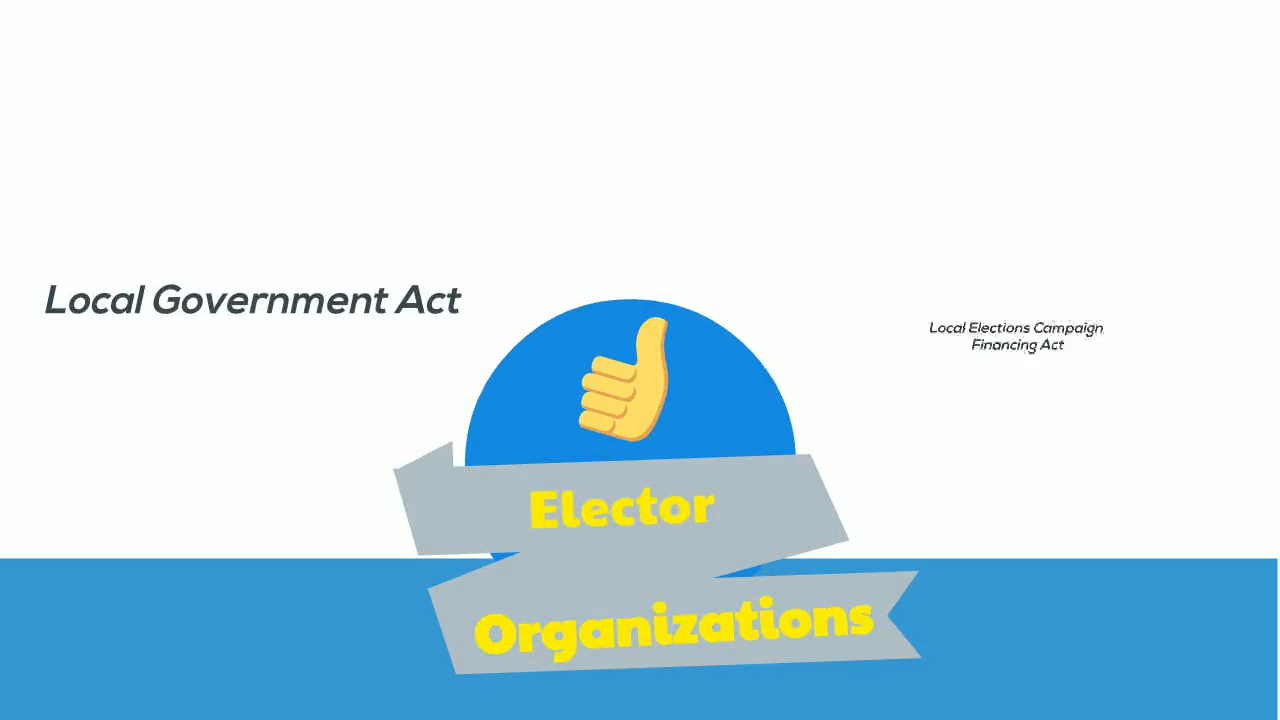 Local Government Act
Local Elections Campaign
Financing Act
Elector
Organizations